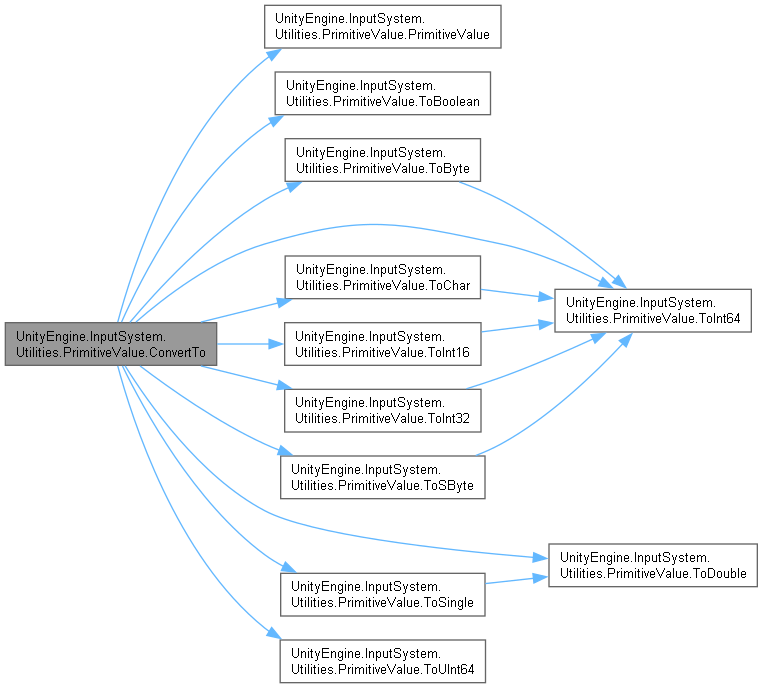 UnityEngine.InputSystem.
Utilities.PrimitiveValue.PrimitiveValue
UnityEngine.InputSystem.
Utilities.PrimitiveValue.ToBoolean
UnityEngine.InputSystem.
Utilities.PrimitiveValue.ToByte
UnityEngine.InputSystem.
Utilities.PrimitiveValue.ToChar
UnityEngine.InputSystem.
Utilities.PrimitiveValue.ToInt64
UnityEngine.InputSystem.
Utilities.PrimitiveValue.ConvertTo
UnityEngine.InputSystem.
Utilities.PrimitiveValue.ToInt16
UnityEngine.InputSystem.
Utilities.PrimitiveValue.ToInt32
UnityEngine.InputSystem.
Utilities.PrimitiveValue.ToSByte
UnityEngine.InputSystem.
Utilities.PrimitiveValue.ToDouble
UnityEngine.InputSystem.
Utilities.PrimitiveValue.ToSingle
UnityEngine.InputSystem.
Utilities.PrimitiveValue.ToUInt64